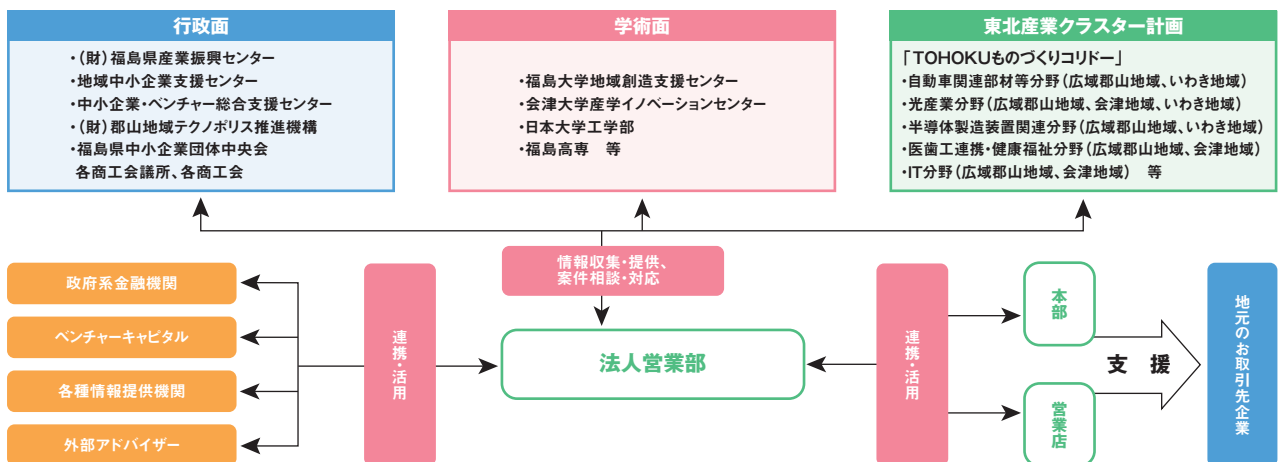 行政面
・(財)福島県産業振興センター
・地域中小企業支援センター
・中小企業・ベンチャー総合支援センター
・(財)郡山地域テクノポリス推進機構
・福島県中小企業団体中央会
各商工会議所、各商工会
学術面
・福島大学地域創造支援センター
・会津大学産学イノベーションセンター
・日本大学工学部
・福島高専 等
東北産業クラスター計画
「TOHOKUものづくりコリドー」
・自動車関連部材等分野(広域郡山地域、いわき地域)
・光産業分野(広域郡山地域、会津地域、いわき地域)
・半導体製造装置関連分野(広域郡山地域、いわき地域)
・医歯工連携・健康福祉分野(広域郡山地域、会津地域)
・IT分野(広域郡山地域、会津地域) 等
情報収集・提供、
案件相談・対応
政府系金融機関
ベンチャーキャピタル
各種情報提供機関
外部アドバイザー
連携・活用
法人営業部
連携・活用
本部
営業店
支 援
地元のお取引先企業